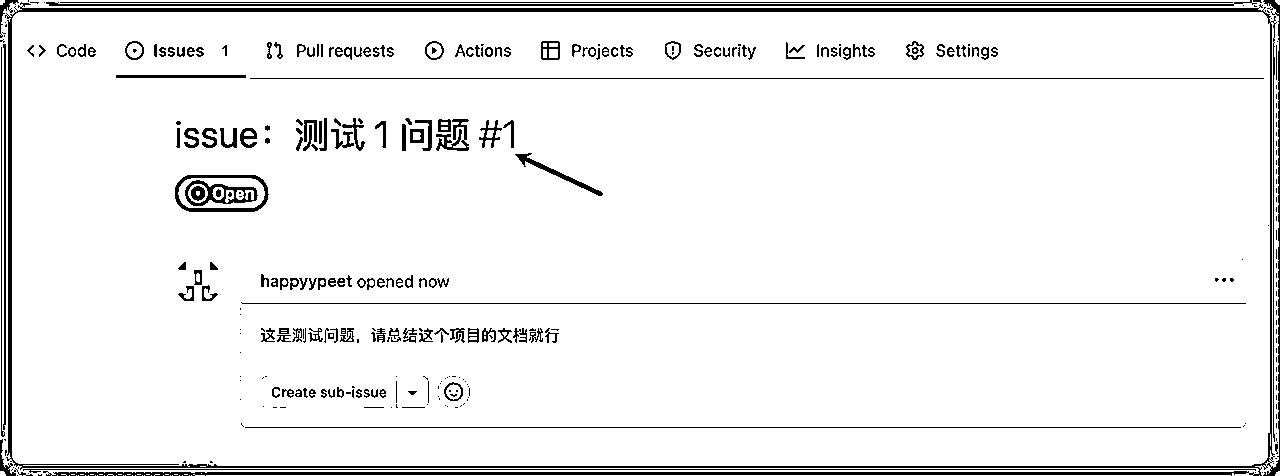 Code Issues 1 Pull requests Actions Projects Security Insights Settings
issue：测试 1 问题 #1
Open
happyypeet opened now
这是测试问题，请总结这个项目的文档就行
Create sub-issue